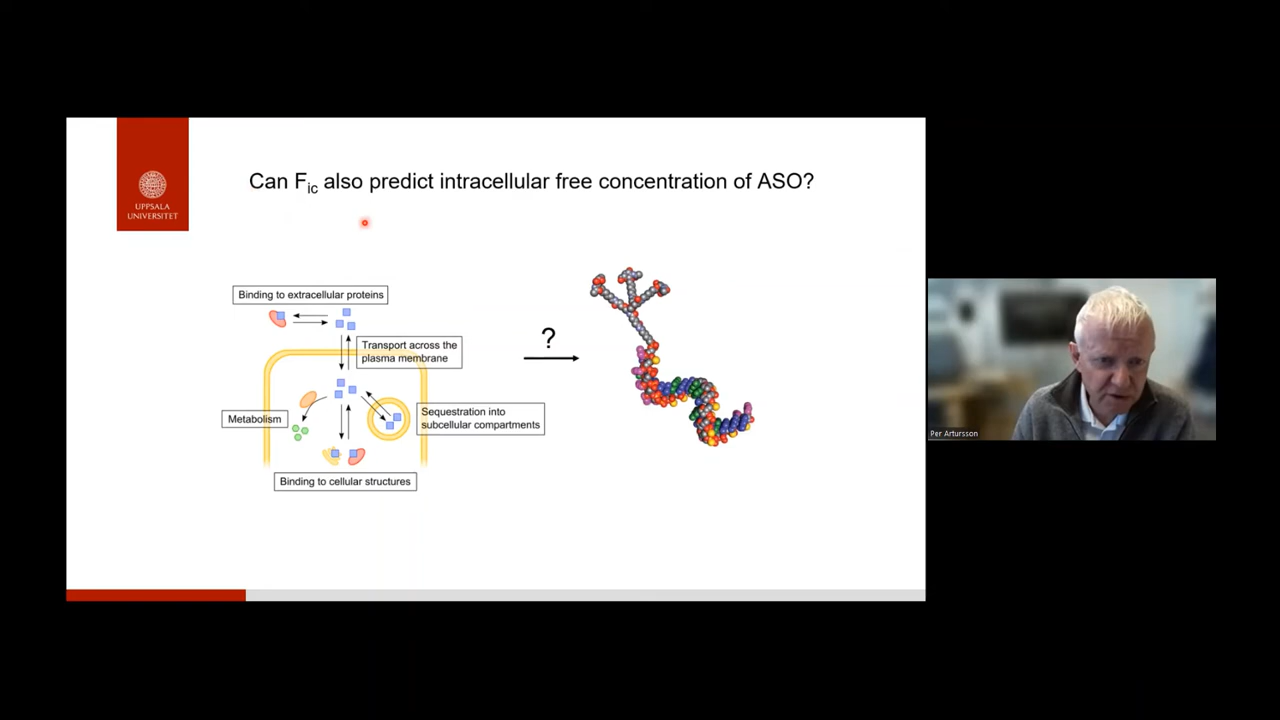 UPPSALA
UNIVERSITET
Can Fic also predict intracellular free concentration of ASO?
Binding to extracellular proteins
Transport across the
plasma membrane
?
Metabolism
Sequestration into
subcellular compartments
Binding to cellular structures
Per Artursson